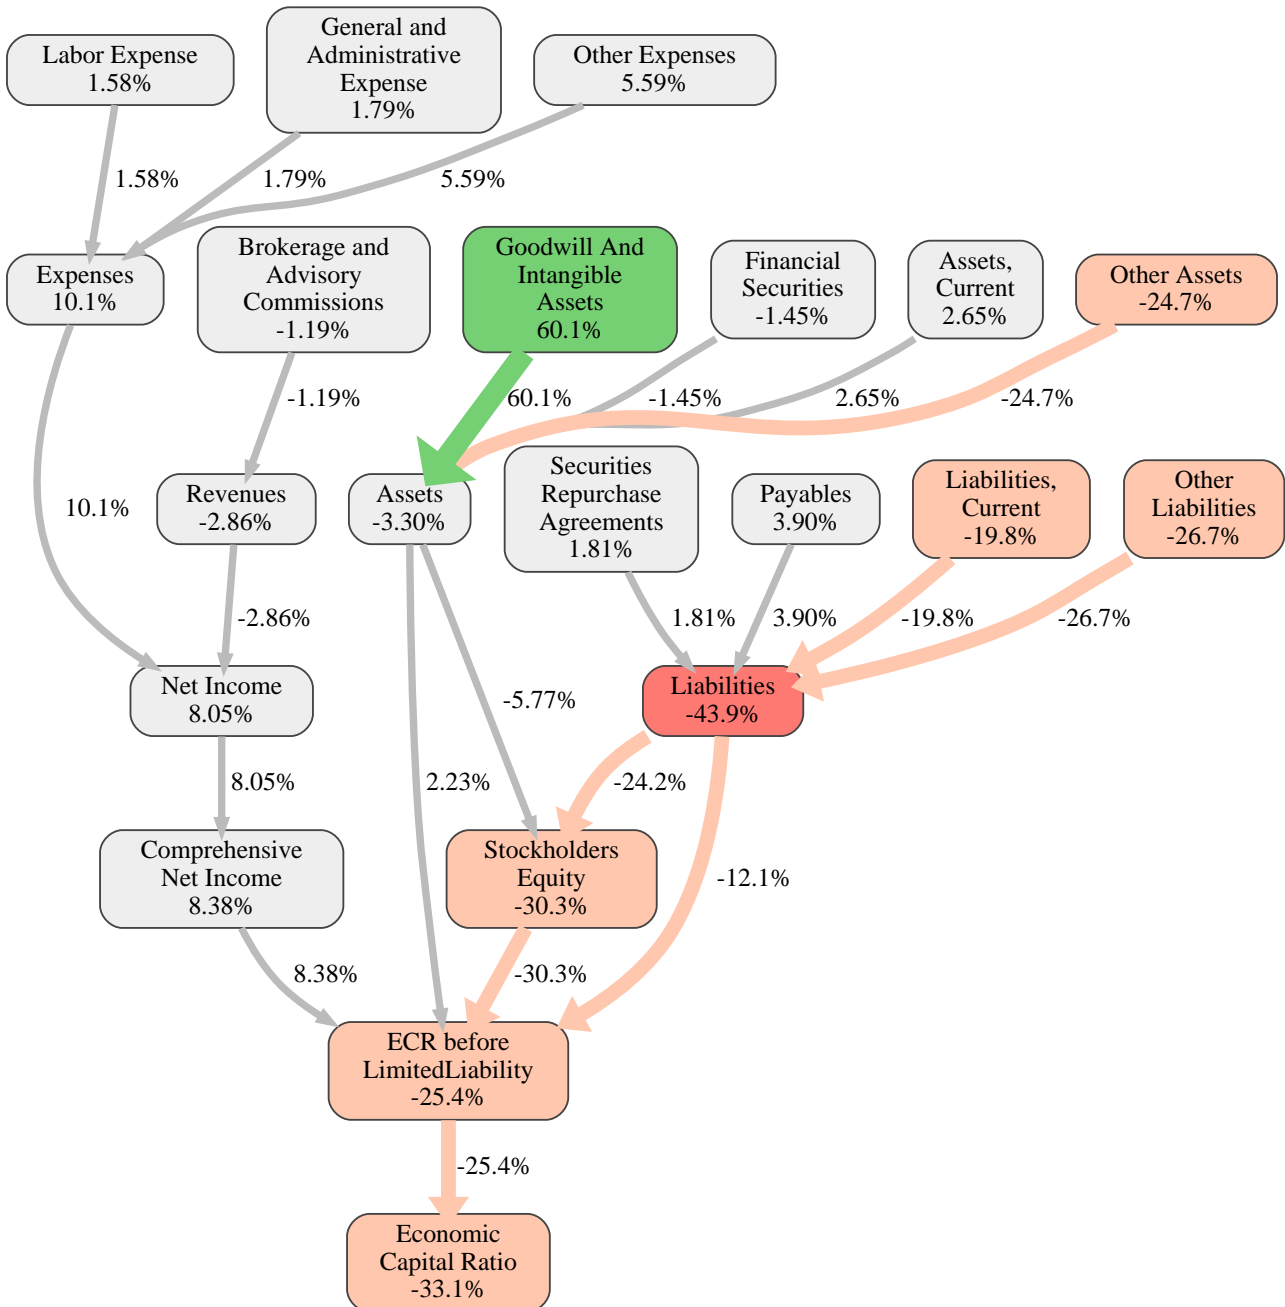 Labor Expense
1.58%
General and
Administrative
Expense
1.79%
Other Expenses
5.59%
1.58%
1.79%
5.59%
Expenses
10.1%
Brokerage and
Advisory
Commissions
-1.19%
Goodwill And
Intangible
Assets
60.1%
Financial
Securities
-1.45%
Assets,
Current
2.65%
Other Assets
-24.7%
-1.19%
60.1%
-1.45%
2.65%
-24.7%
10.1%
Revenues
-2.86%
Assets
-3.30%
Securities
Repurchase
Agreements
1.81%
Payables
3.90%
Liabilities,
Current
-19.8%
Other
Liabilities
-26.7%
-2.86%
1.81%
3.90%
-19.8%
-26.7%
Net Income
8.05%
-5.77%
Liabilities
-43.9%
8.05%
2.23%
-24.2%
-12.1%
Comprehensive
Net Income
8.38%
Stockholders
Equity
-30.3%
8.38%
-30.3%
ECR before
LimitedLiability
-25.4%
-25.4%
Economic
Capital Ratio
-33.1%